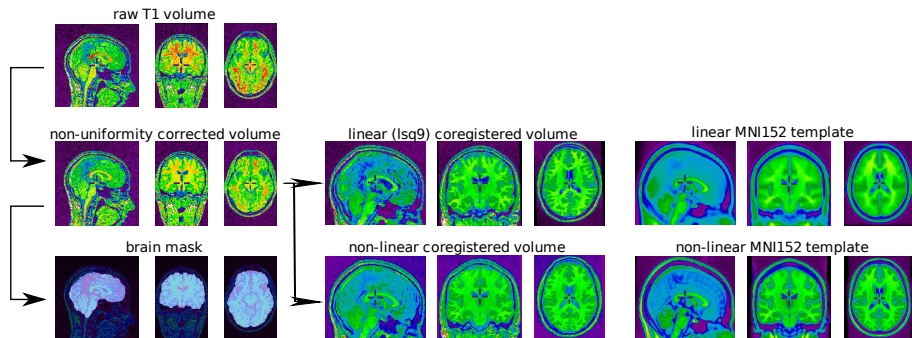 raw T1 volume
non-uniformity corrected volume
linear (lsq9) coregistered volume
linear MNI152 template
brain mask
non-linear coregistered volume
non-linear MNI152 template